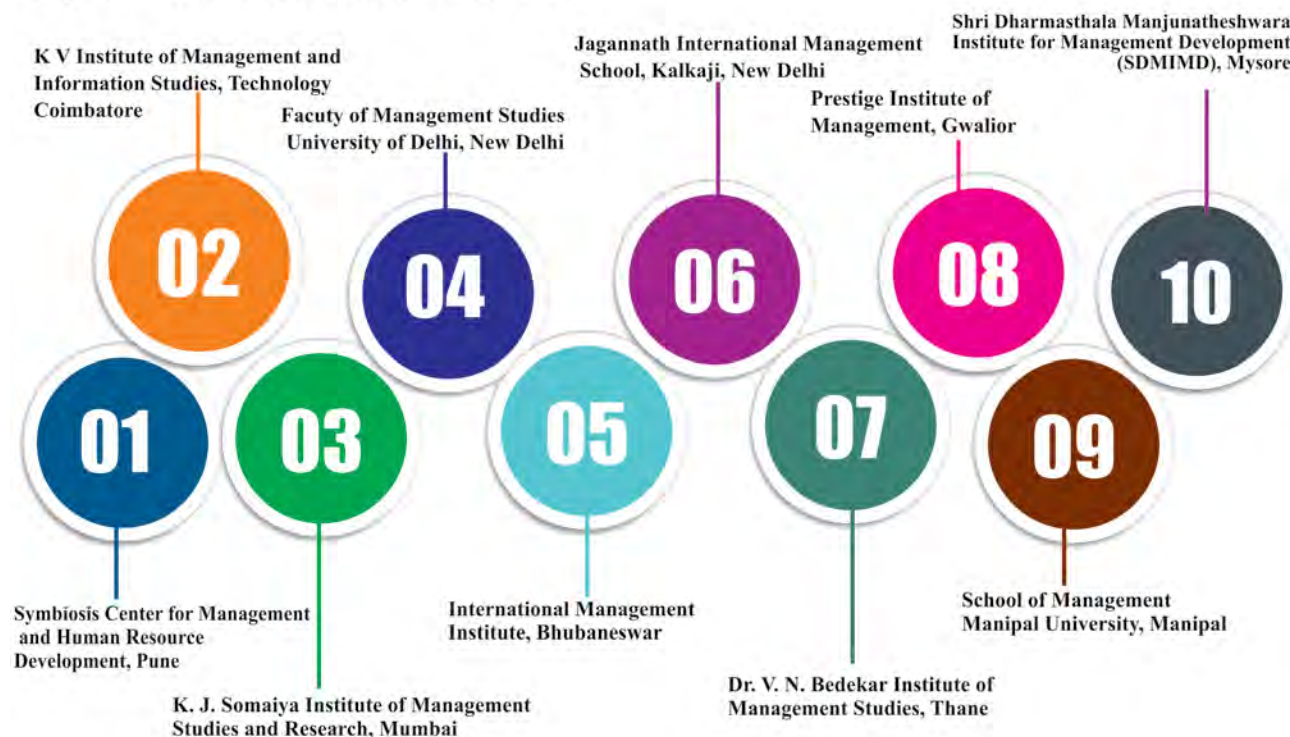 K V Institute of Management and
Information Studies, Technology
Coimbatore
Facuty of Management Studies
University of Delhi, New Delhi
Jagannath International Management
School, Kalkaji, New Delhi
Prestige Institute of
Management, Gwalior
Shri Dharmasthala Manjunatheshwara
Institute for Management Development
(SDMIMD), Mysore
02
04
06
08
10
01
03
05
07
09
Symbiosis Center for Management
and Human Resource
Development, Pune
K. J. Somaiya Institute of Management
Studies and Research, Mumbai
International Management
Institute, Bhubaneswar
Dr. V. N. Bedekar Institute of
Management Studies, Thane
School of Management
Manipal University, Manipal